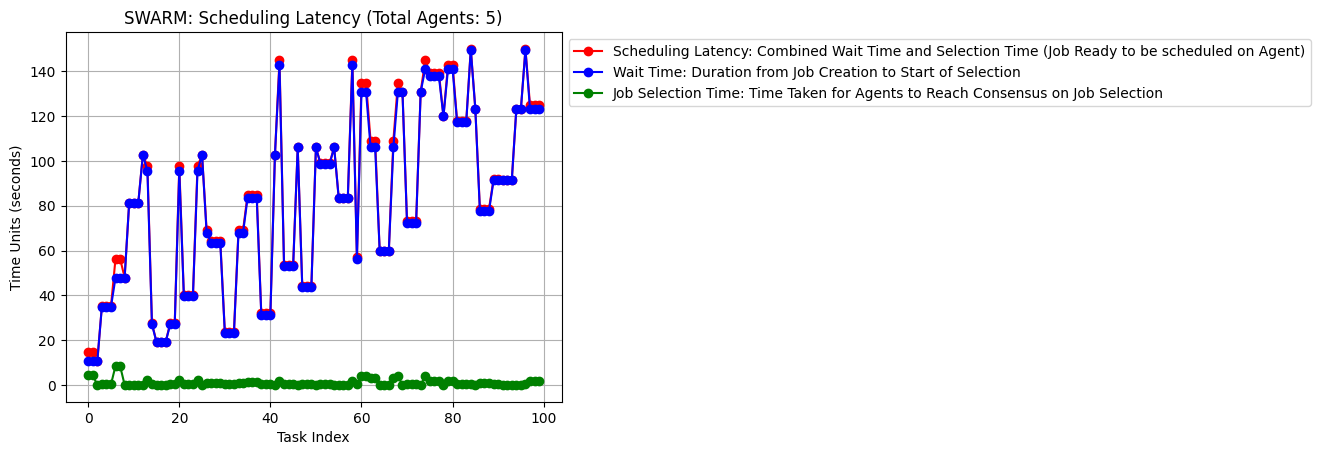 SWARM: Scheduling Latency (Total Agents: 5)
Scheduling Latency: Combined Wait Time and Selection Time (Job Ready to be scheduled on Agent)
Wait Time: Duration from Job Creation to Start of Selection
Job Selection Time: Time Taken for Agents to Reach Consensus on Job Selection
Time Units (seconds)
140
120
100
80
60
40
20
0
0 20 40 60 80 100
Task Index